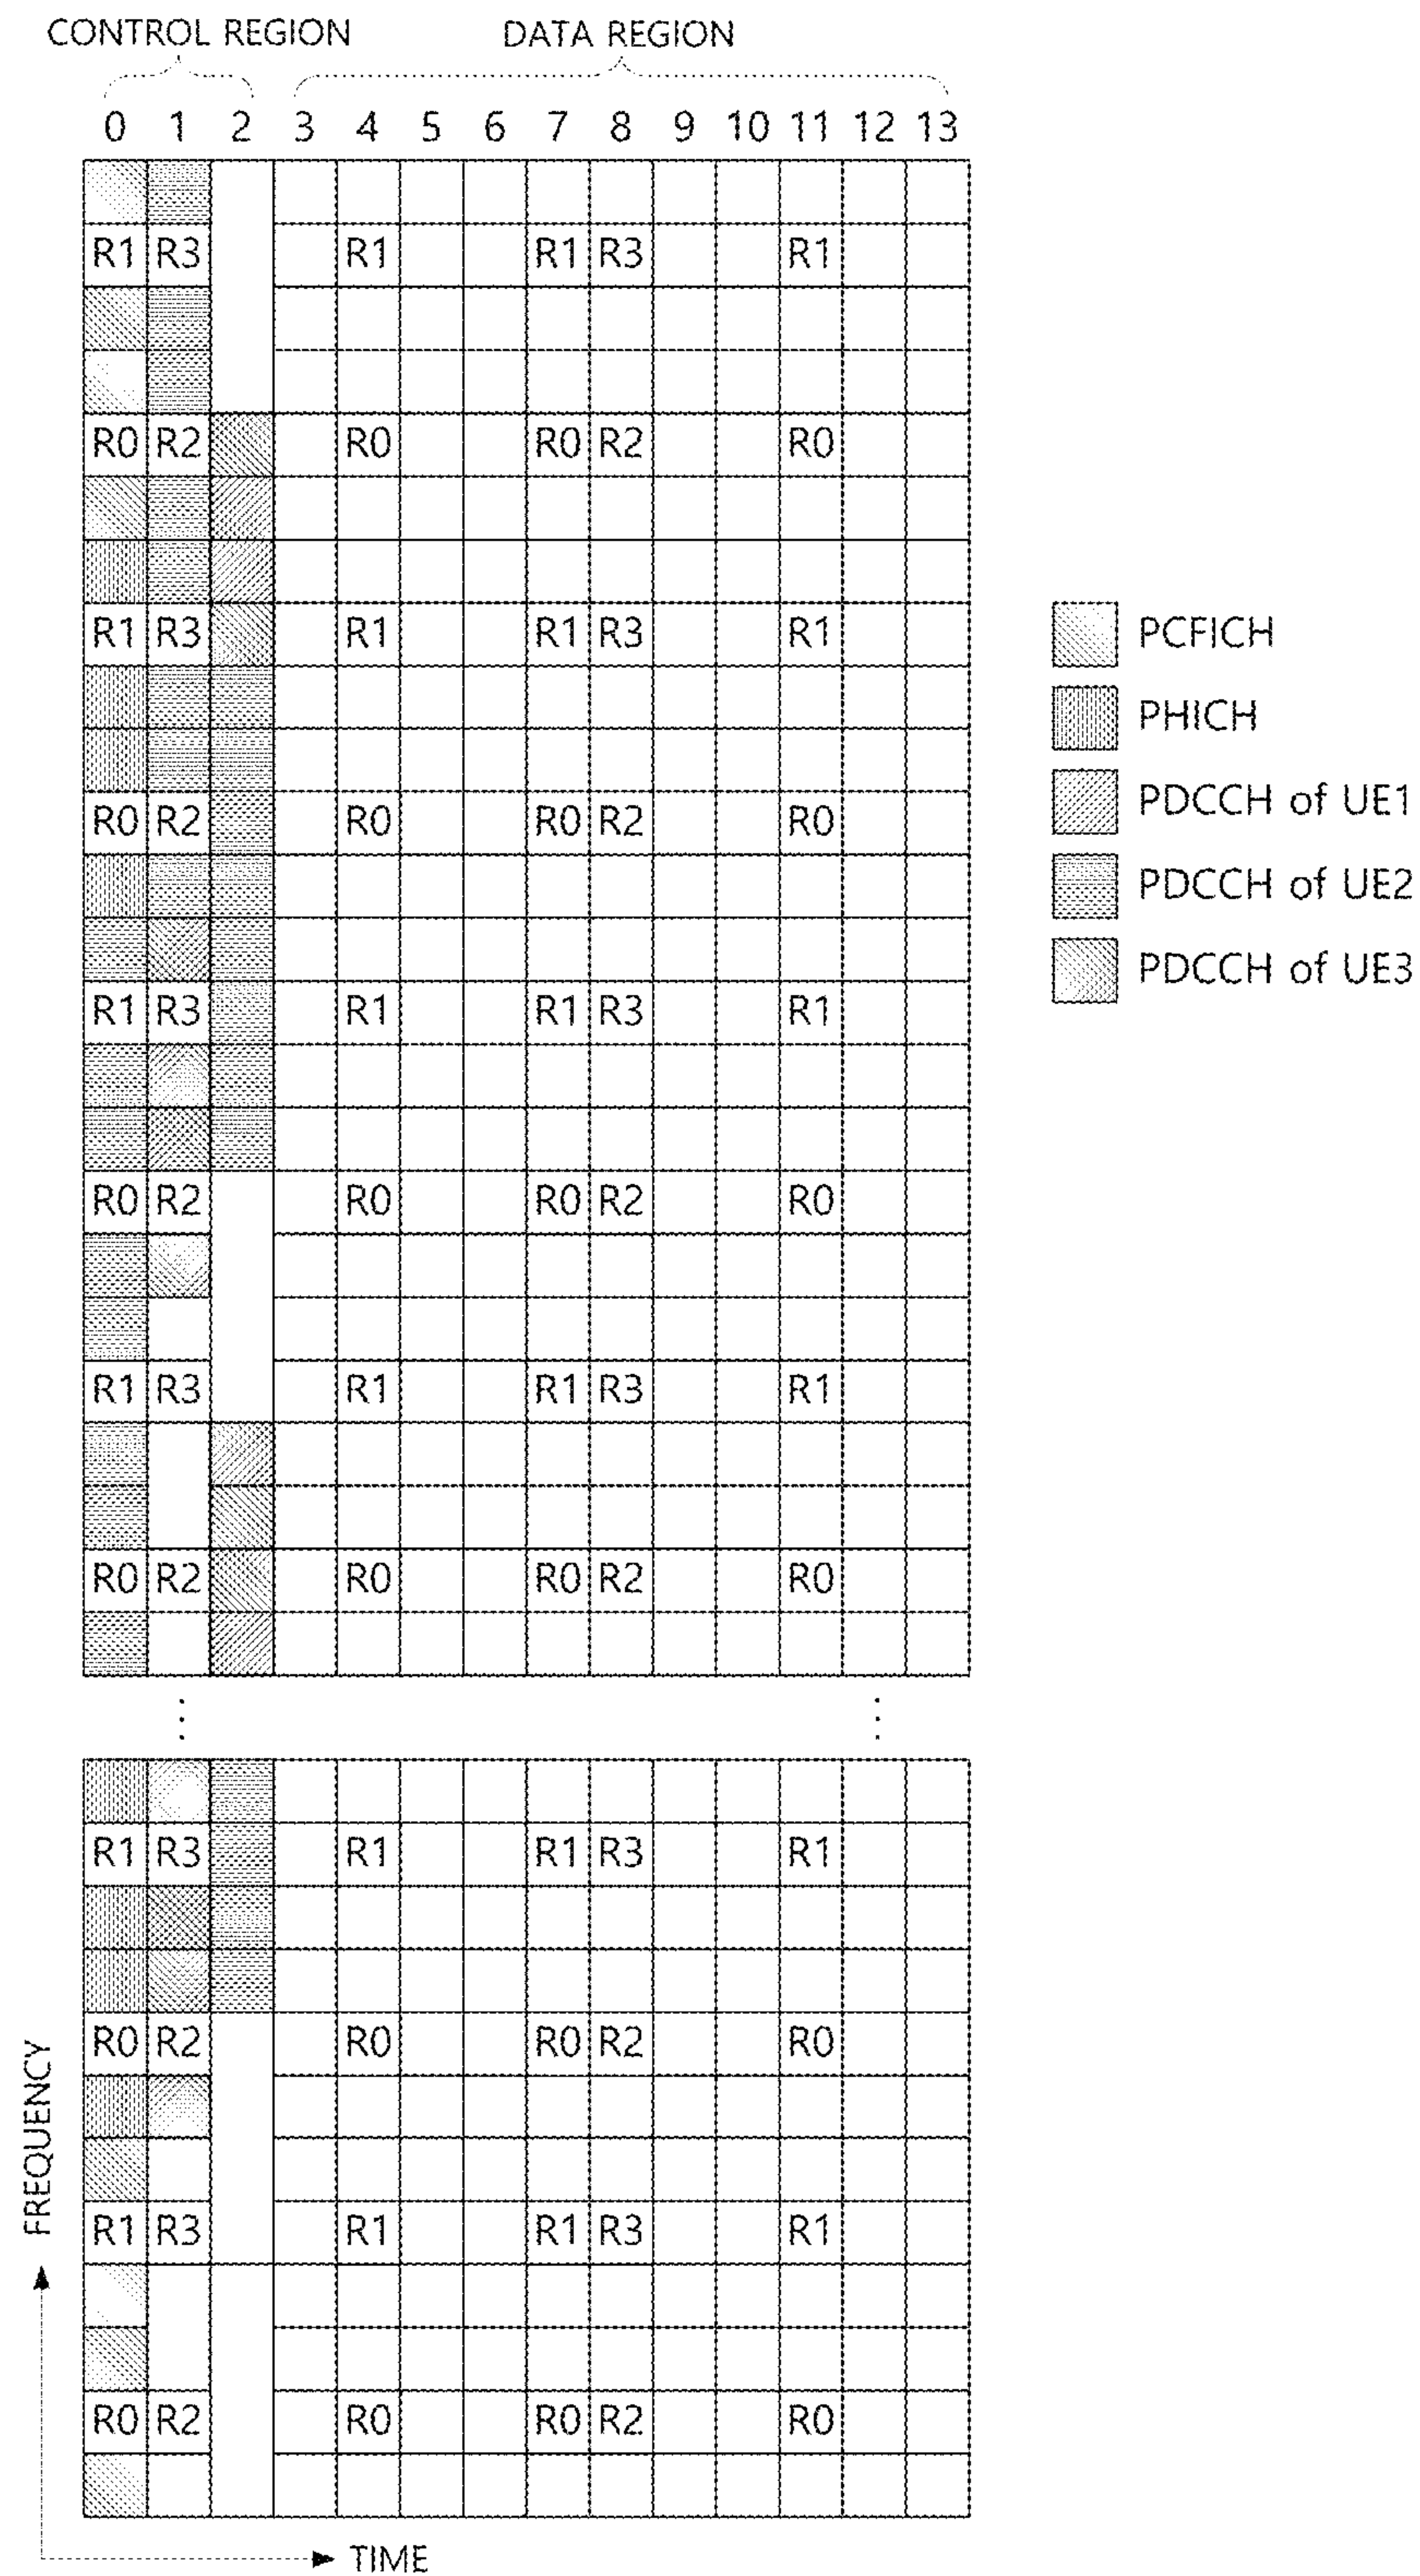 CONTROL REGION DATA REGION
0 1 2 3 4 5 6 7 8 9 10 11 12 13
R1 R3 R1 R1 R3 R1
R0 R2 R0 R0 R2 R0
R1 R3 R1 R1 R3 R1
R0 R2 R0 R0 R2 R0
R1 R3 R1 R1 R3 R1
R0 R2 R0 R0 R2 R0
R1 R3 R1 R1 R3 R1
R0 R2 R0 R0 R2 R0
R1 R3 R1 R1 R3 R1
R0 R2 R0 R0 R2 R0
R1 R3 R1 R1 R3 R1
R0 R2 R0 R0 R2 R0
PCFICH
PHICH
PDCCH of UE1
PDCCH of UE2
PDCCH of UE3
FREQUENCY
TIME